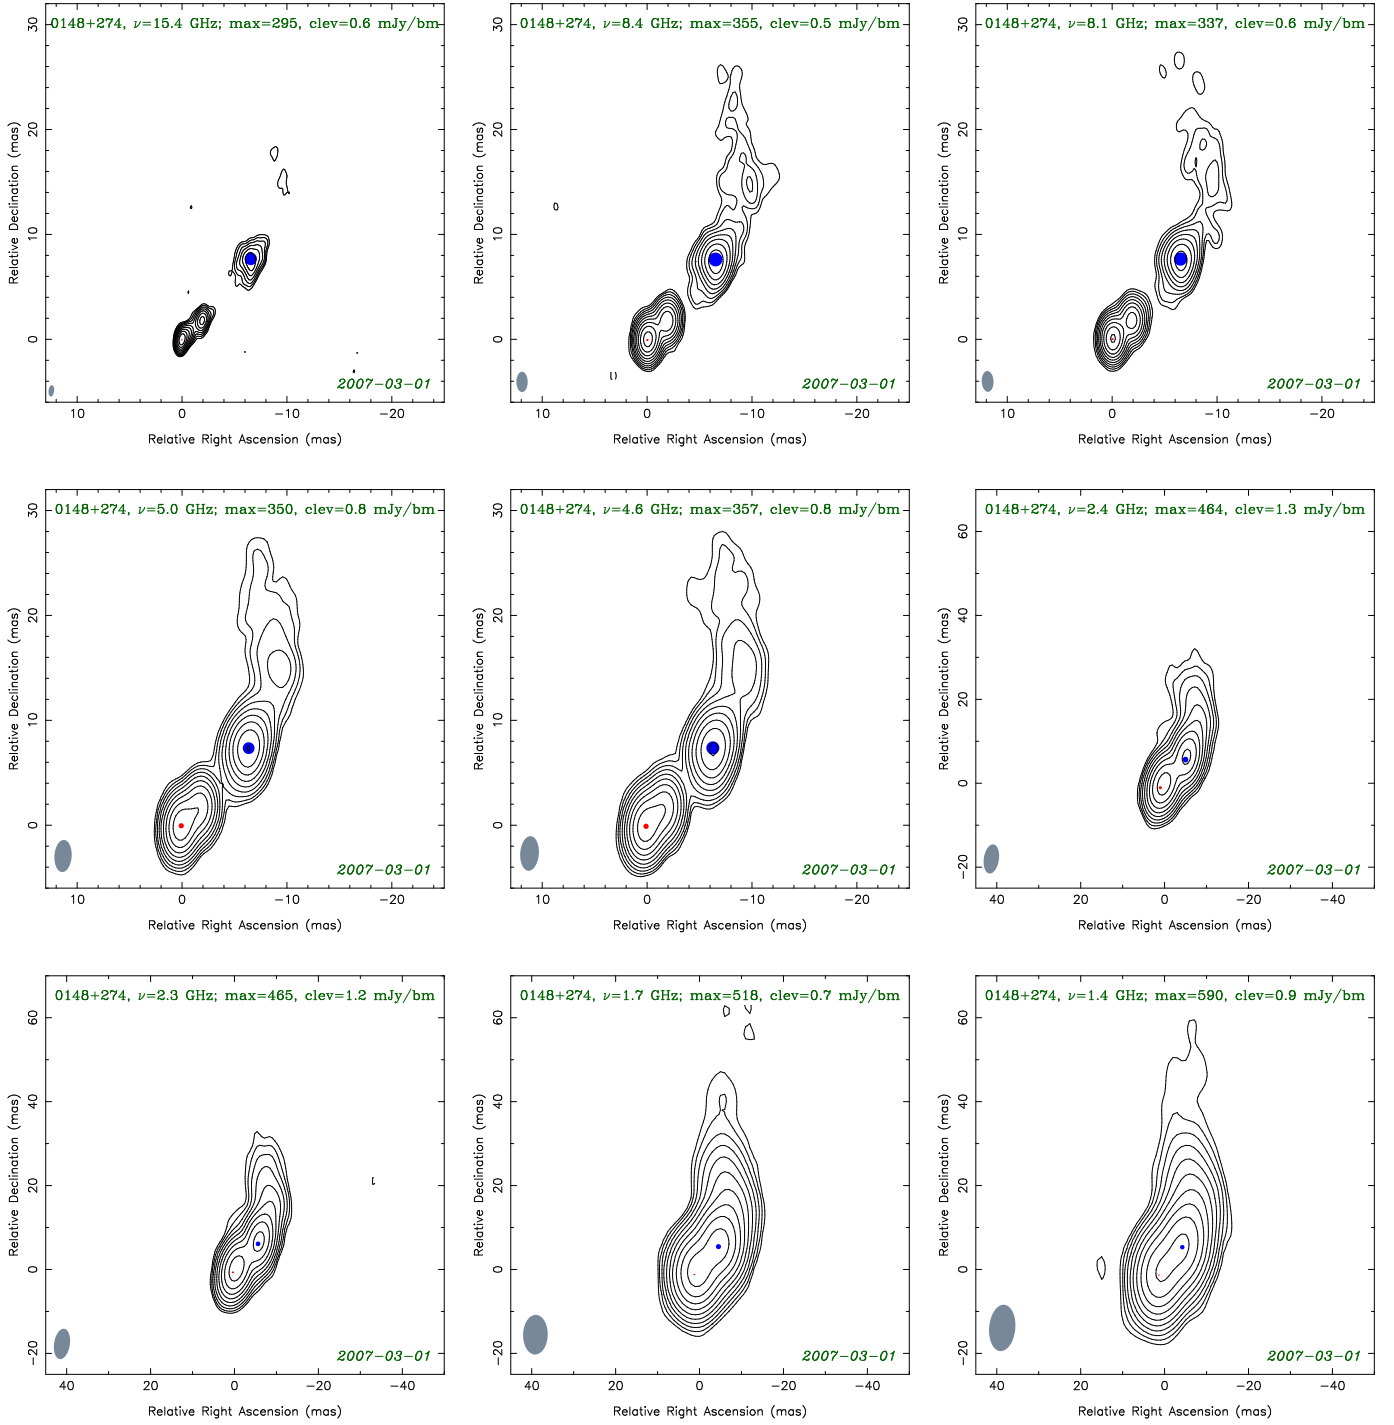 0148+274, ν=15.4 GHz; max=295, clev=0.6 mJy/bm
30
20
10
0
Relative Declination (mas)
2007-03-01
10 0 −10 −20
Relative Right Ascension (mas)
0148+274, ν=8.4 GHz; max=355, clev=0.5 mJy/bm
30
20
10
0
Relative Declination (mas)
2007-03-01
10 0 −10 −20
Relative Right Ascension (mas)
0148+274, ν=8.1 GHz; max=337, clev=0.6 mJy/bm
30
20
10
0
Relative Declination (mas)
2007-03-01
10 0 −10 −20
Relative Right Ascension (mas)
0148+274, ν=5.0 GHz; max=350, clev=0.8 mJy/bm
30
20
10
0
Relative Declination (mas)
2007-03-01
10 0 −10 −20
Relative Right Ascension (mas)
0148+274, ν=4.6 GHz; max=357, clev=0.8 mJy/bm
30
20
10
0
Relative Declination (mas)
2007-03-01
10 0 −10 −20
Relative Right Ascension (mas)
0148+274, ν=2.4 GHz; max=464, clev=1.3 mJy/bm
60
40
20
0
−20
Relative Declination (mas)
2007-03-01
40 20 0 −20 −40
Relative Right Ascension (mas)
0148+274, ν=2.3 GHz; max=465, clev=1.2 mJy/bm
60
40
20
0
−20
Relative Declination (mas)
2007-03-01
40 20 0 −20 −40
Relative Right Ascension (mas)
0148+274, ν=1.7 GHz; max=518, clev=0.7 mJy/bm
60
40
20
0
−20
Relative Declination (mas)
2007-03-01
40 20 0 −20 −40
Relative Right Ascension (mas)
0148+274, ν=1.4 GHz; max=590, clev=0.9 mJy/bm
60
40
20
0
−20
Relative Declination (mas)
2007-03-01
40 20 0 −20 −40
Relative Right Ascension (mas)